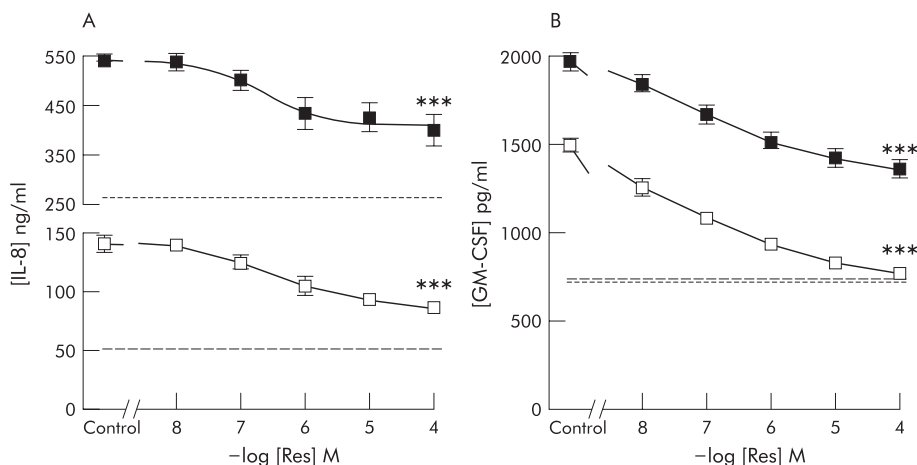 A
[IL-8] ng/ml
550
450
350
250
150
100
50
0
***
***
Control 8 7 6 5 4
–log [Res] M
B
[GM-CSF] pg/ml
2000
1500
1000
500
0
***
***
Control 8 7 6 5 4
–log [Res] M